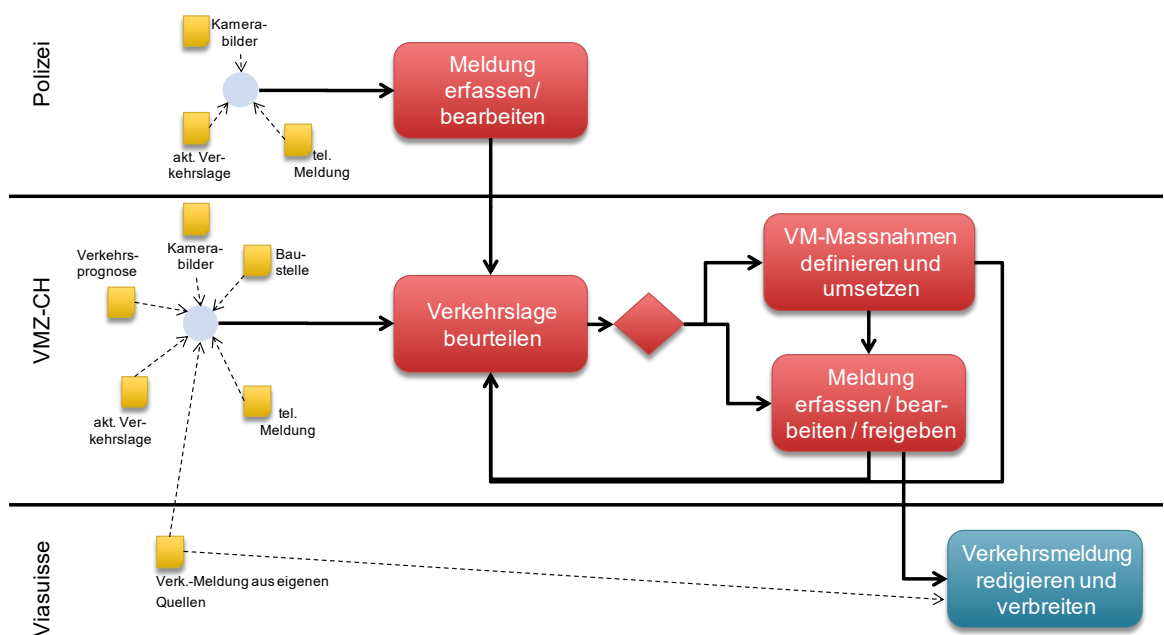 Polizei
Kamera-
bilder
akt. Ver-
kehrslage
tel.
Meldung
Meldung
erfassen /
bearbeiten
VMZ-CH
Verkehrs-
prognose
Kamera-
bilder
Bau-
stelle
akt. Ver-
kehrslage
tel.
Meldung
Verkehrslage
beurteilen
VM-Massnahmen
definieren und
umsetzen
Meldung
erfassen / bear-
beiten / freigeben
Viasuisse
Verk.-Meldung aus eigenen
Quellen
Verkehrsmeldung
redigieren und
verbreiten